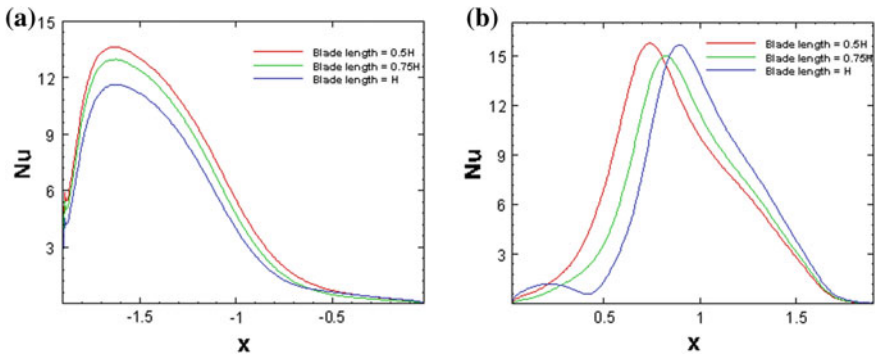 (a)
15
12
9
6
3
Nu
Blade length = 0.5H
Blade length = 0.75H
Blade length = H
-1.5
-1
-0.5
x
(b)
15
12
9
6
3
Nu
Blade length = 0.5H
Blade length = 0.75H
Blade length = H
0.5
1
1.5
x